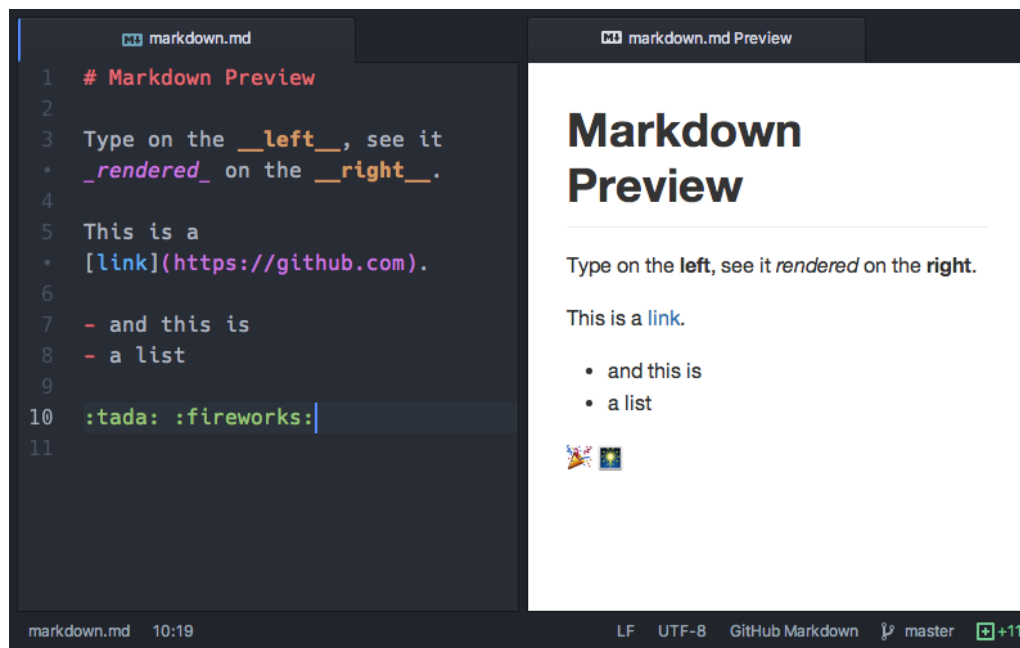 markdown.md
1 # Markdown Preview
2
3 Type on the __left__, see it
• _rendered_ on the __right__.
4
5 This is a
• [link](https://github.com).
6
7 - and this is
8 - a list
9
10 :tada: :fireworks:
11
markdown.md Preview
Markdown
Preview
Type on the left, see it rendered on the right.
This is a link.
• and this is
• a list
markdown.md 10:19 LF UTF-8 GitHub Markdown master +11